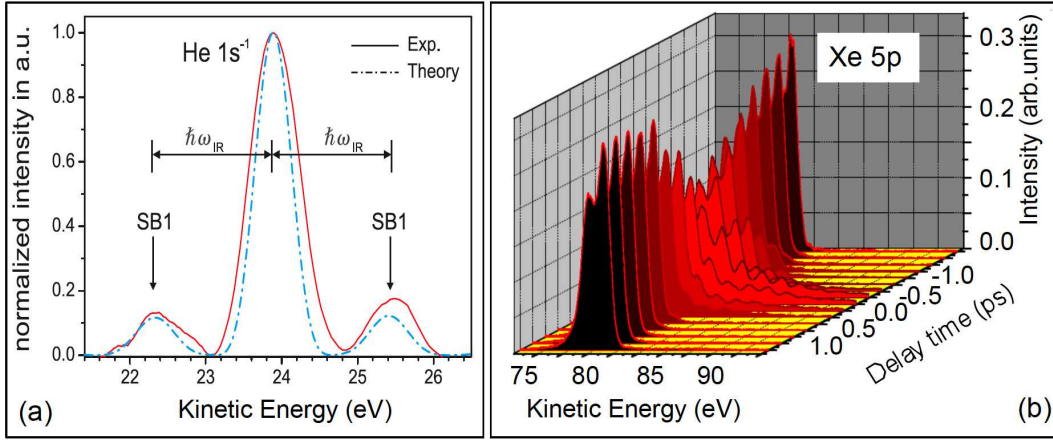 normalized intensity in a.u.
1.0
0.8
0.6
0.4
0.2
0.0
He 1s⁻¹
Exp.
Theory
ℏω_IR ℏω_IR
SB1 SB1
22 23 24 25 26
Kinetic Energy (eV)
(a)
Xe 5p
0.3
0.2
0.1
0.0
Intensity (arb.units)
-1.0
-0.5
-0.0
0.5
1.0
Delay time (ps)
75 80 85 90
Kinetic Energy (eV)
(b)